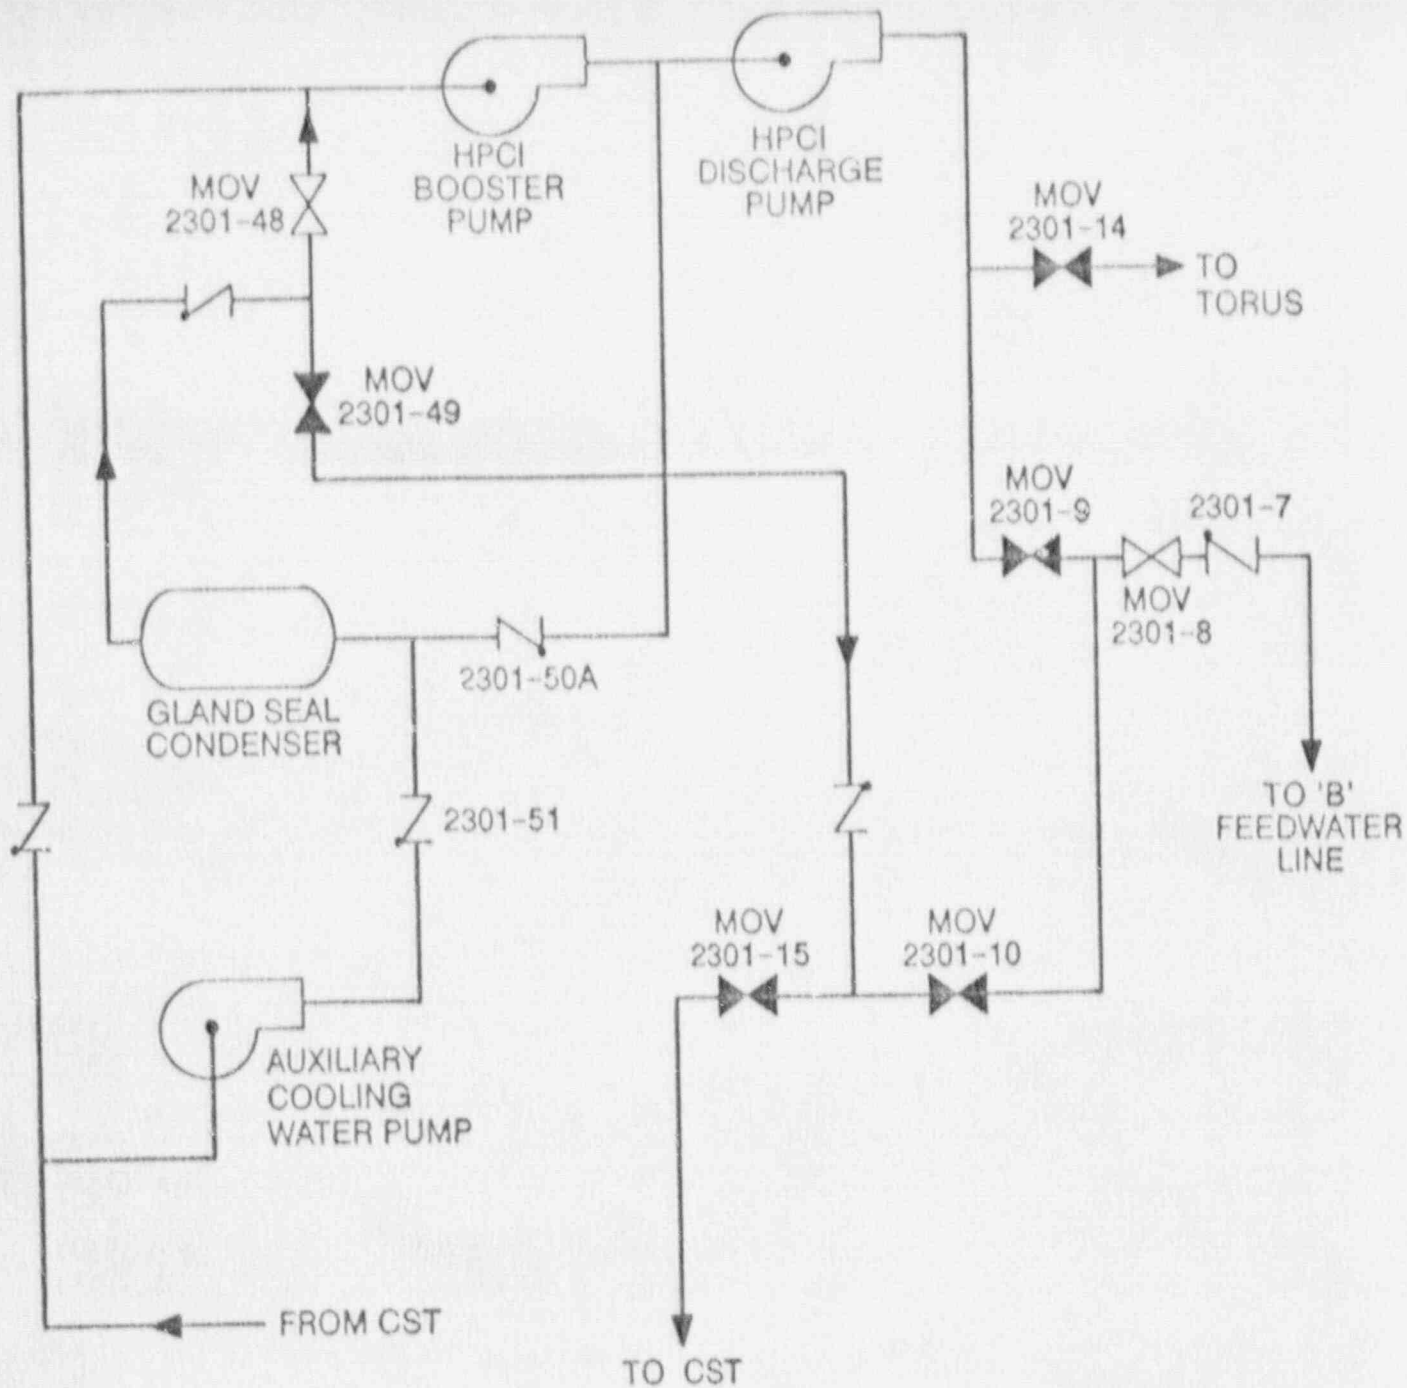 HPCI
BOOSTER
PUMP
HPCI
DISCHARGE
PUMP
MOV
2301-48
MOV
2301-14
TO
TORUS
MOV
2301-49
MOV
2301-9
2301-7
MOV
2301-8
2301-50A
GLAND SEAL
CONDENSER
2301-51
TO 'B'
FEEDWATER
LINE
MOV
2301-15
MOV
2301-10
AUXILIARY
COOLING
WATER PUMP
FROM CST
TO CST